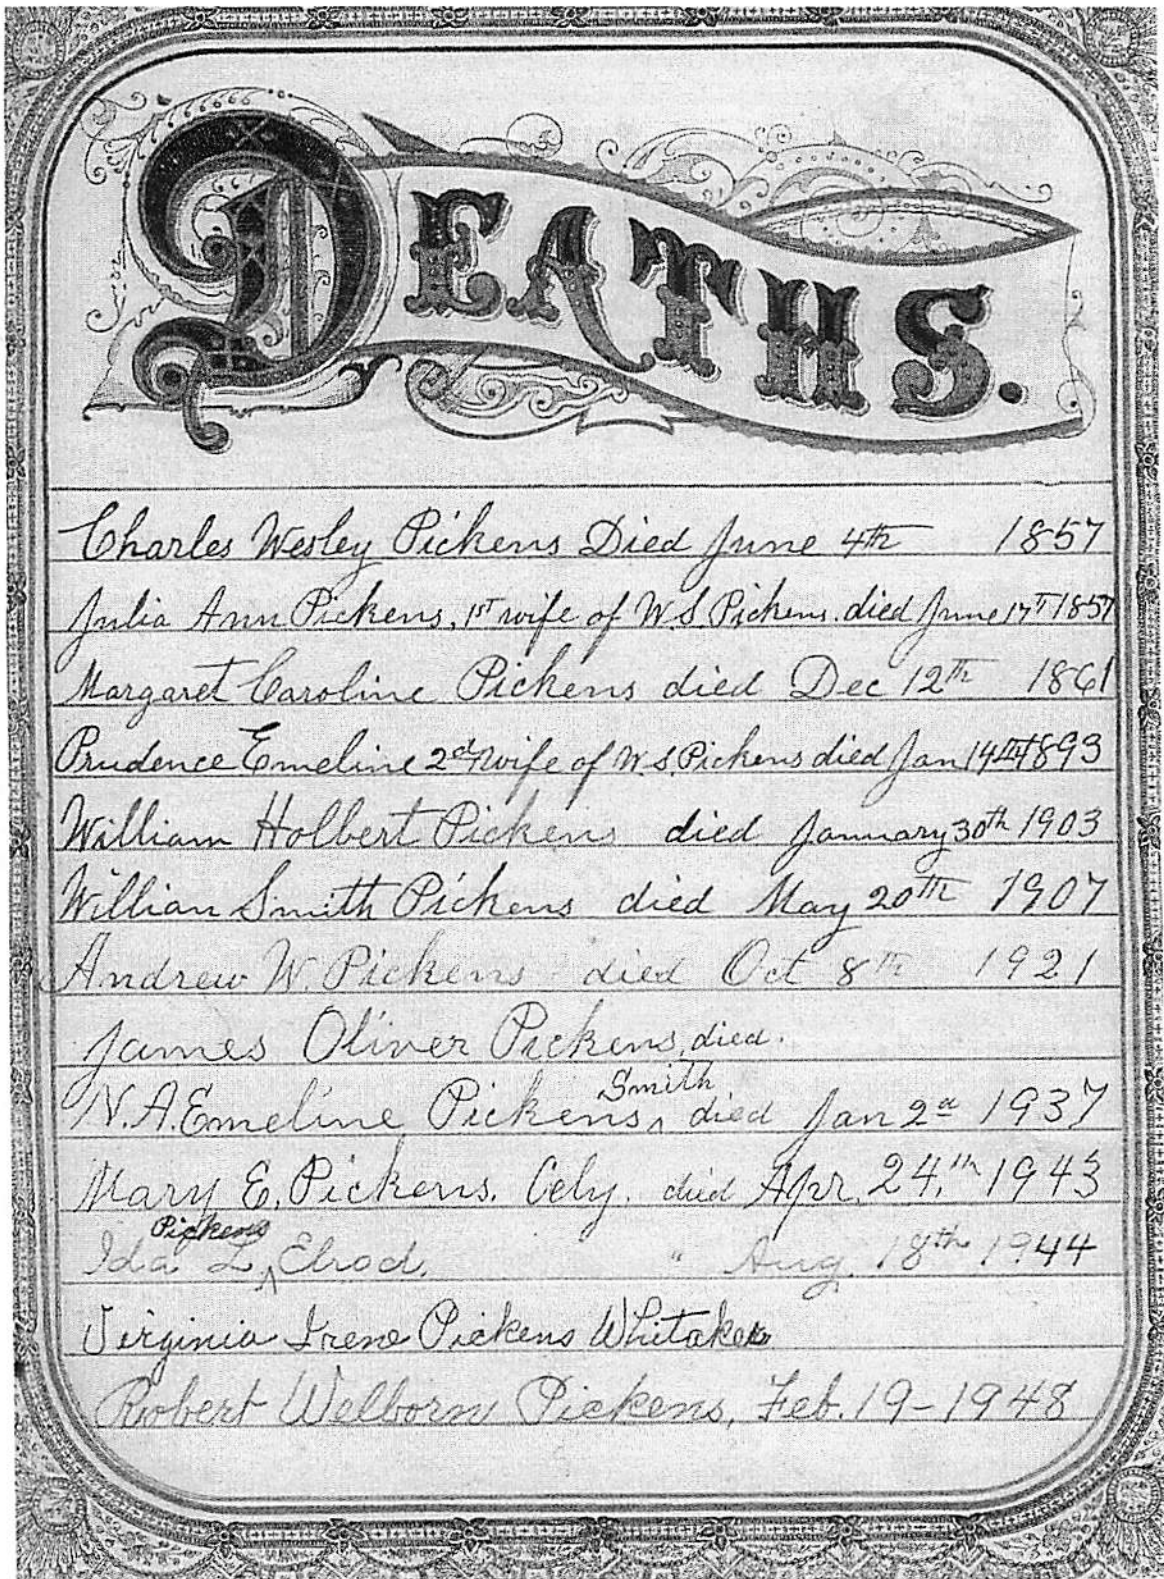 DEATHS.
Charles Wesley Pickens Died June 4th 1857
Julia Ann Pickens, 1st wife of W.S. Pickens. died June 17th 1857
Margaret Caroline Pickens died Dec 12th 1861
Prudence Emeline 2d wife of W.S. Pickens died Jan 14th 1893
William Holbert Pickens died January 30th 1903
Willian Smith Pickens died May 20th 1907
Andrew W. Pickens died Oct 8th 1921
James Oliver Pickens, died.
N.A. Emeline Pickens, Smith died Jan 2d 1937
Mary E. Pickens. Cely. died Apr. 24,th 1943
Ida L. Pickens Elrod. " Aug. 18th 1944
Virginia Irene Pickens Whitaker
Robert Welborn Pickens, Feb. 19-1948